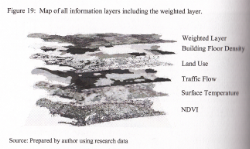 Figure 19: Map of all information layers including the weighted layer.
Weighted Layer
Building Floor Density
Land Use
Traffic Flow
Surface Temperature
NDVI
Source: Prepared by author using research data